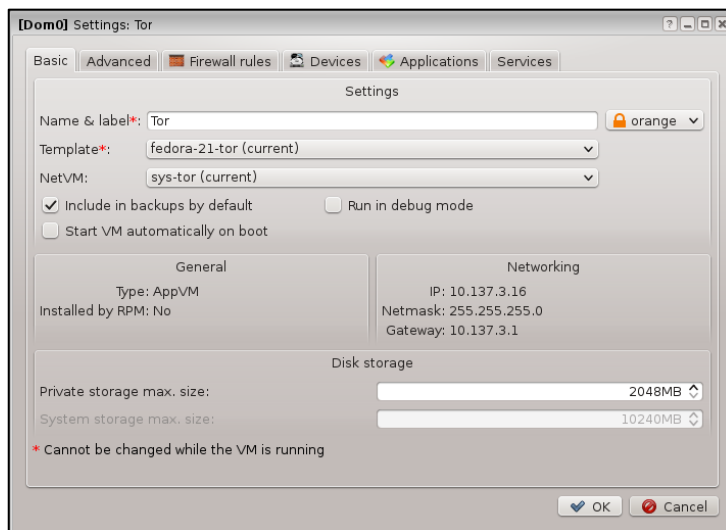 [Dom0] Settings: Tor
Basic Advanced Firewall rules Devices Applications Services
Settings
Name & label*: Tor orange
Template*: fedora-21-tor (current)
NetVM: sys-tor (current)
Include in backups by default Run in debug mode
Start VM automatically on boot
General Networking
Type: AppVM IP: 10.137.3.16
Installed by RPM: No Netmask: 255.255.255.0
Gateway: 10.137.3.1
Disk storage
Private storage max. size: 2048MB
System storage max. size: 10240MB
* Cannot be changed while the VM is running
OK Cancel